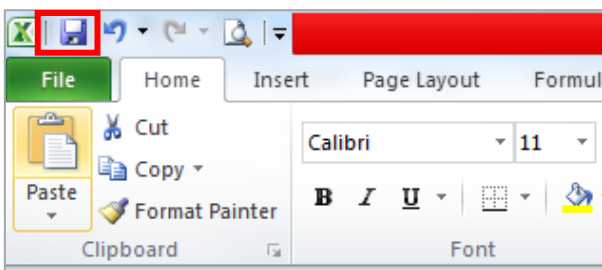 File Home Insert Page Layout Formul
Cut
Calibri 11
Copy
Paste
B I U
Format Painter
Clipboard Font